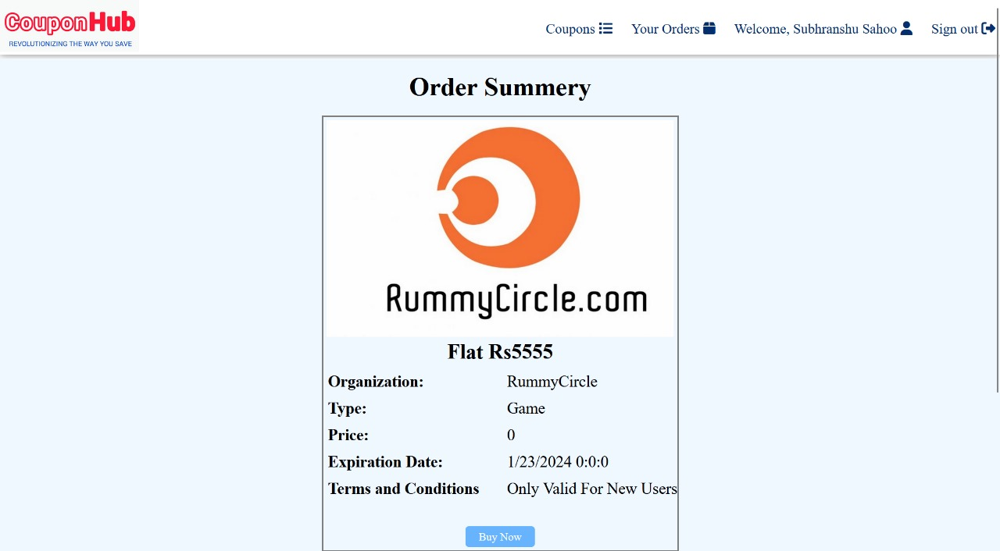 CouponHub
REVOLUTIONIZING THE WAY YOU SAVE
Coupons Your Orders Welcome, Subhranshu Sahoo Sign out
Order Summery
RummyCircle.com
Flat Rs5555
Organization: RummyCircle
Type: Game
Price: 0
Expiration Date: 1/23/2024 0:0:0
Terms and Conditions Only Valid For New Users
Buy Now